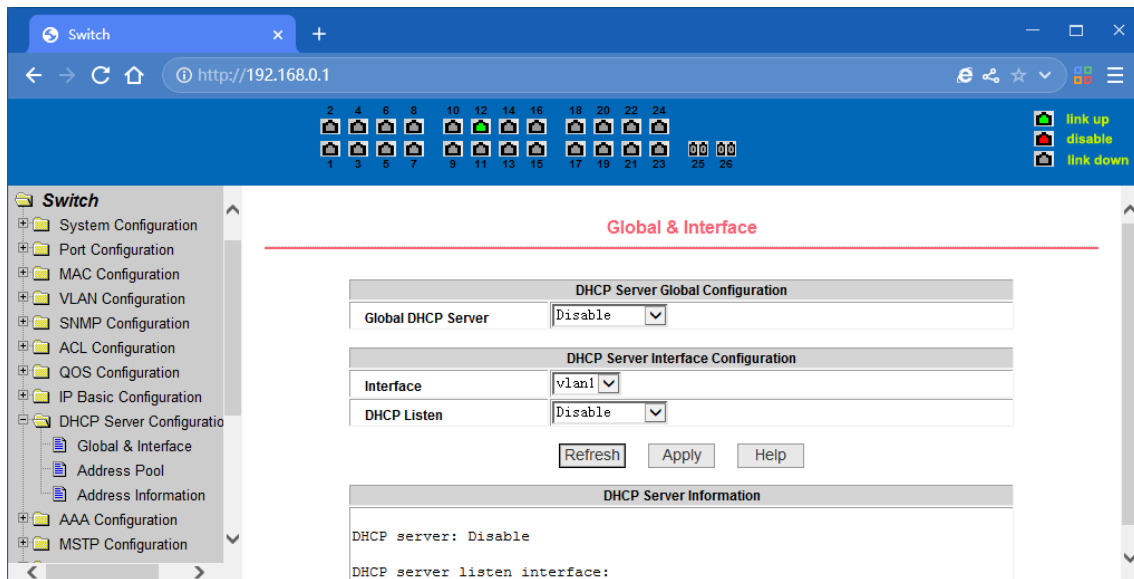 Switch
http://192.168.0.1
2 4 6 8 10 12 14 16 18 20 22 24
1 3 5 7 9 11 13 15 17 19 21 23 25 26
link up
disable
link down
Switch
System Configuration
Port Configuration
MAC Configuration
VLAN Configuration
SNMP Configuration
ACL Configuration
QOS Configuration
IP Basic Configuration
DHCP Server Configuratio
Global & Interface
Address Pool
Address Information
AAA Configuration
MSTP Configuration
Global & Interface
DHCP Server Global Configuration
Global DHCP Server Disable
DHCP Server Interface Configuration
Interface vlan1
DHCP Listen Disable
Refresh Apply Help
DHCP Server Information
DHCP server: Disable
DHCP server listen interface: